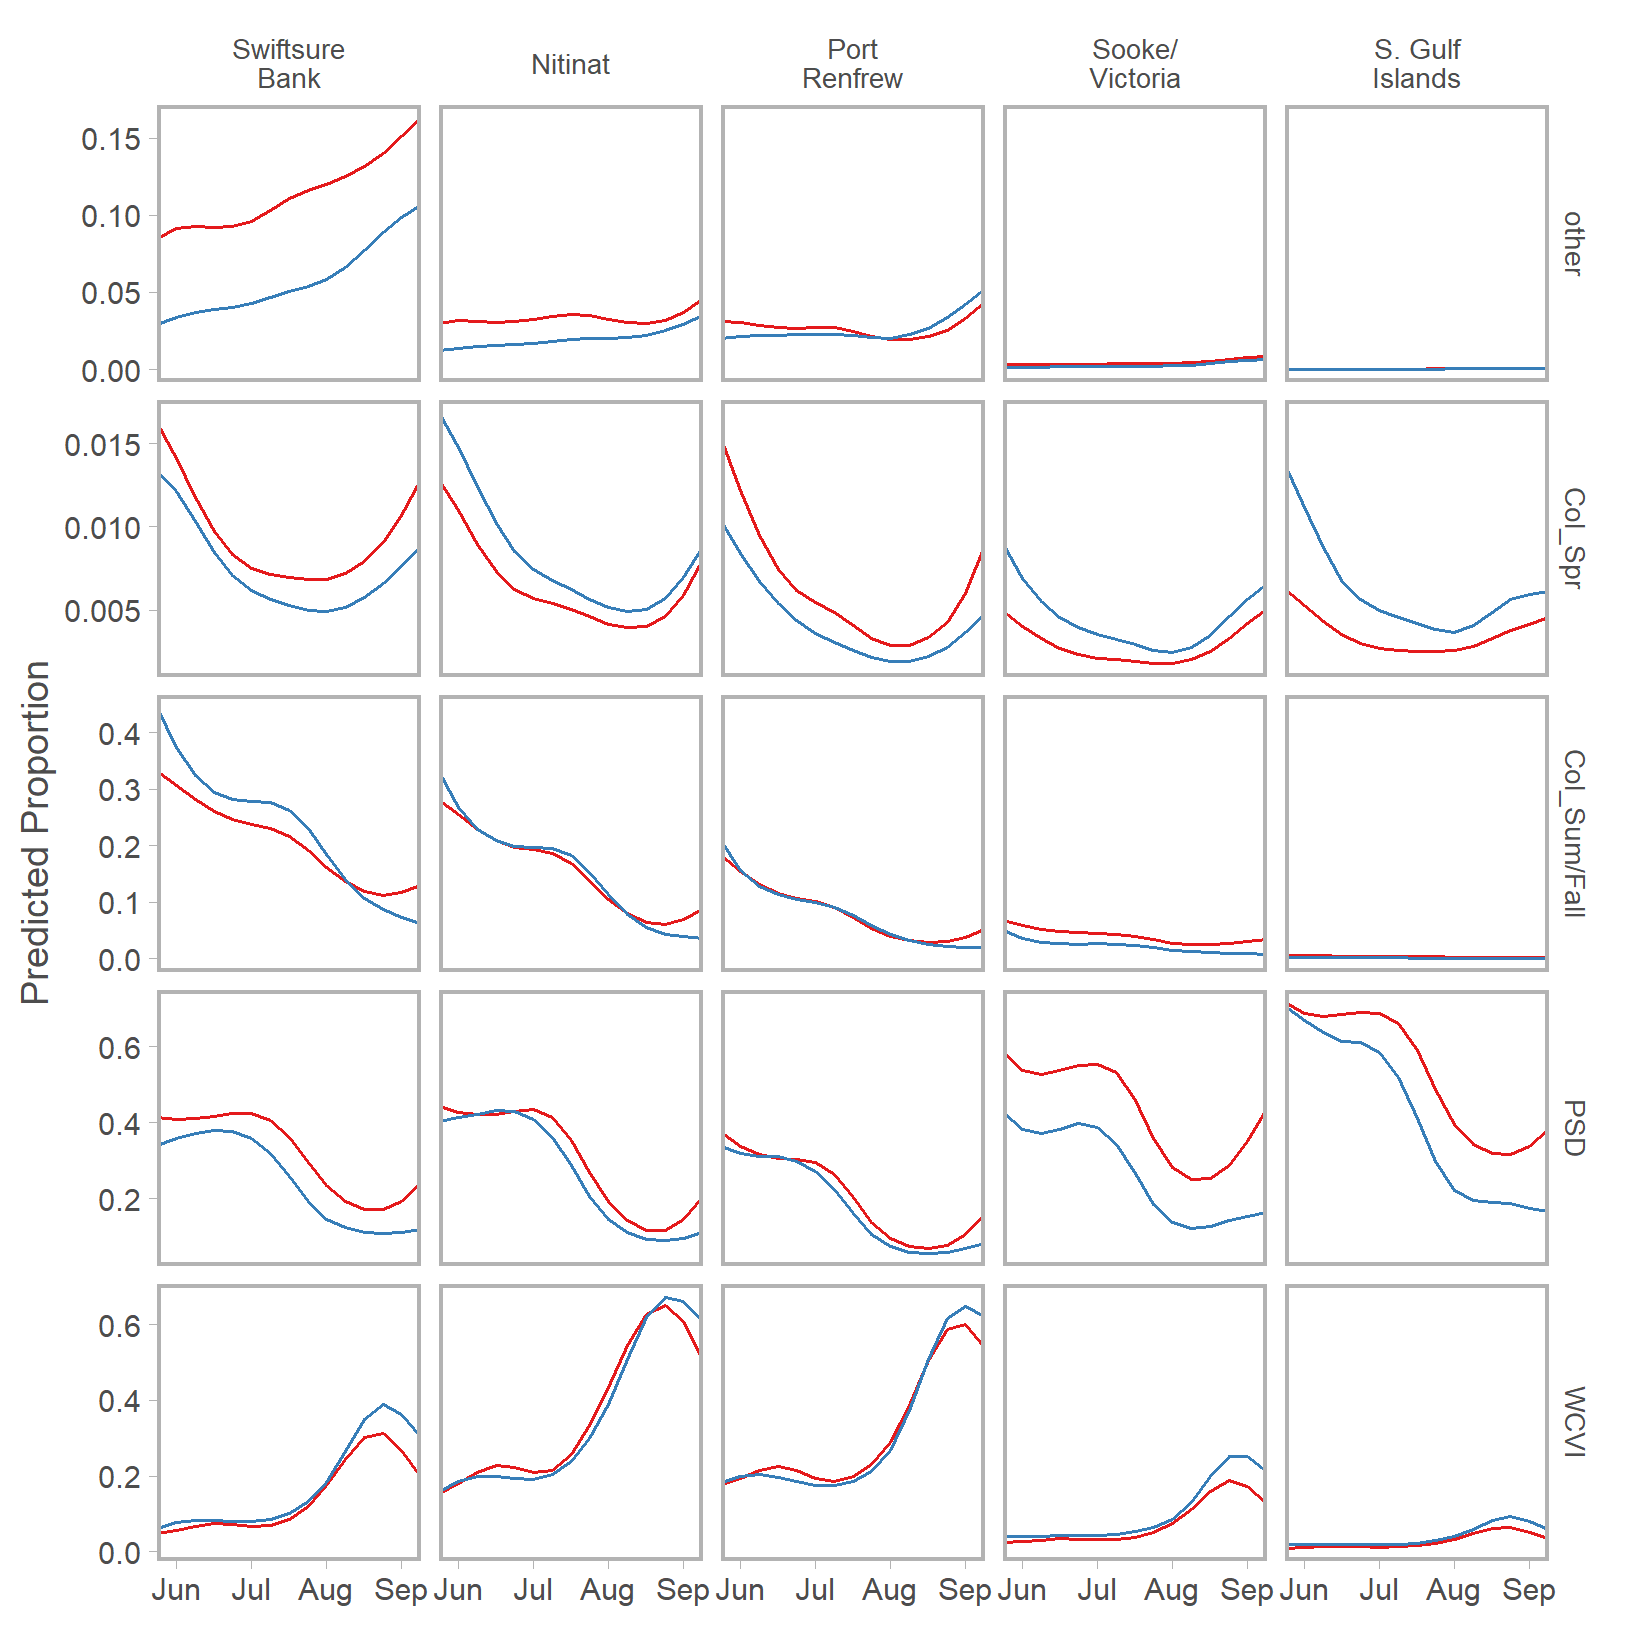 Swiftsure
Bank
Nitinat
Port
Renfrew
Sooke/
Victoria
S. Gulf
Islands
Predicted Proportion
0.15
0.10
0.05
0.00
other
0.015
0.010
0.005
Col_Spr
0.4
0.3
0.2
0.1
0.0
Col_Sum/Fall
0.6
0.4
0.2
PSD
0.6
0.4
0.2
0.0
WCVI
Jun Jul Aug Sep Jun Jul Aug Sep Jun Jul Aug Sep Jun Jul Aug Sep Jun Jul Aug Sep